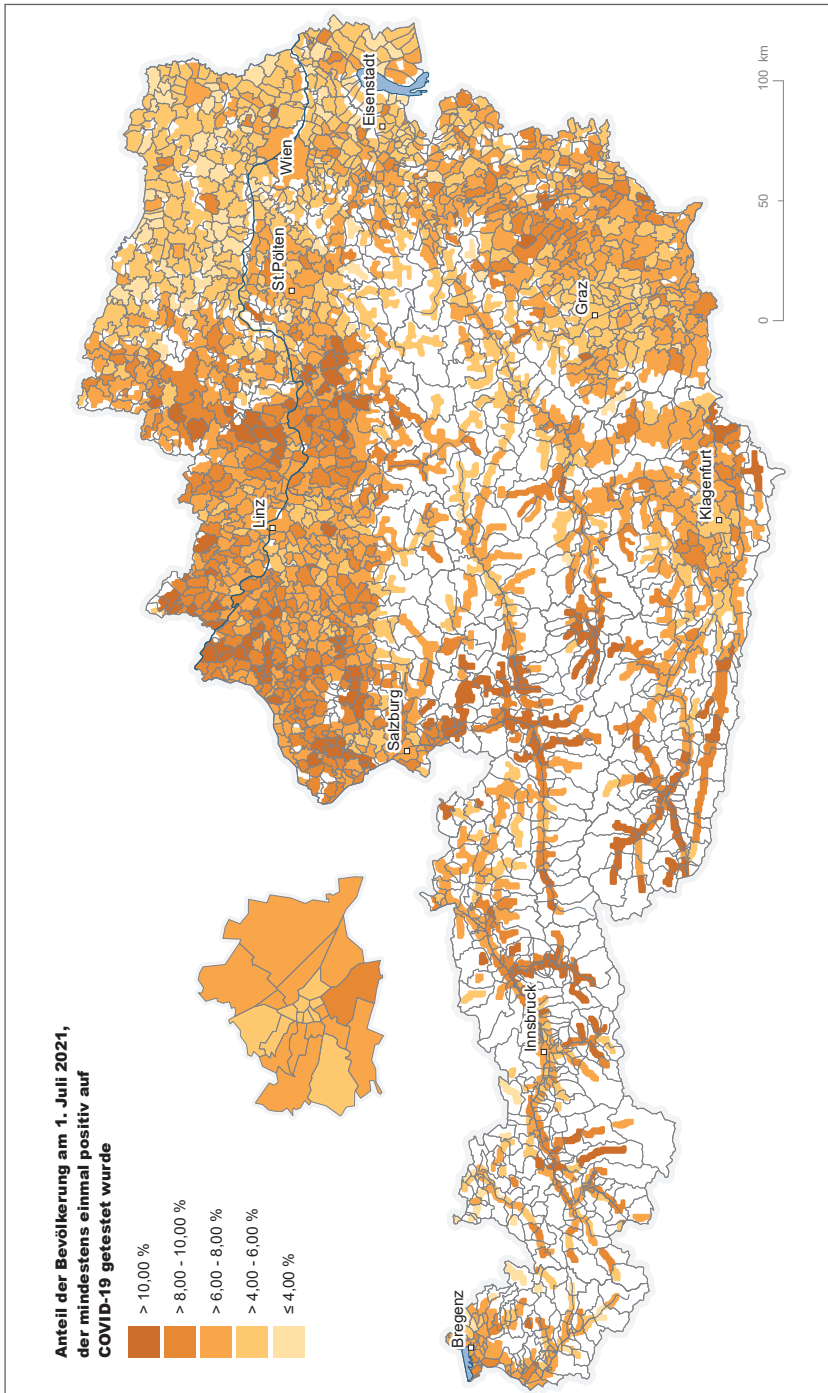 Anteil der Bevölkerung am 1. Juli 2021,
der mindestens einmal positiv auf
COVID-19 getestet wurde
> 10,00 %
> 8,00 - 10,00 %
> 6,00 - 8,00 %
> 4,00 - 6,00 %
≤ 4,00 %
Bregenz
Innsbruck
Salzburg
Linz
St.Pölten
Wien
Eisenstadt
Graz
Klagenfurt
0 50 100 km